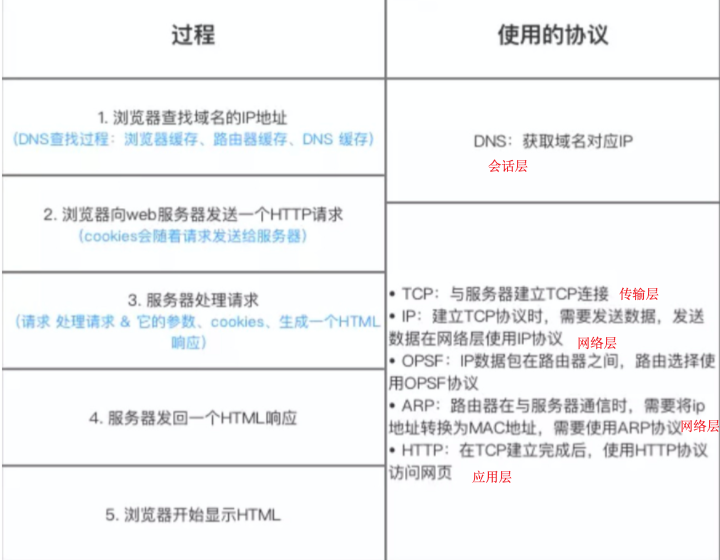 过程
使用的协议
1. 浏览器查找域名的IP地址
（DNS查找过程：浏览器缓存、路由器缓存、DNS 缓存）
DNS：获取域名对应IP
会话层
2. 浏览器向web服务器发送一个HTTP请求
（cookies会随着请求发送给服务器）
3. 服务器处理请求
（请求 处理请求 & 它的参数、cookies、生成一个HTML
响应）
4. 服务器发回一个HTML响应
5. 浏览器开始显示HTML
• TCP：与服务器建立TCP连接 传输层
• IP：建立TCP协议时，需要发送数据，发送
数据在网络层使用IP协议 网络层
• OPSF：IP数据包在路由器之间，路由选择使
用OPSF协议
• ARP：路由器在与服务器通信时，需要将ip
地址转换为MAC地址，需要使用ARP协议 网络层
• HTTP：在TCP建立完成后，使用HTTP协议
访问网页 应用层